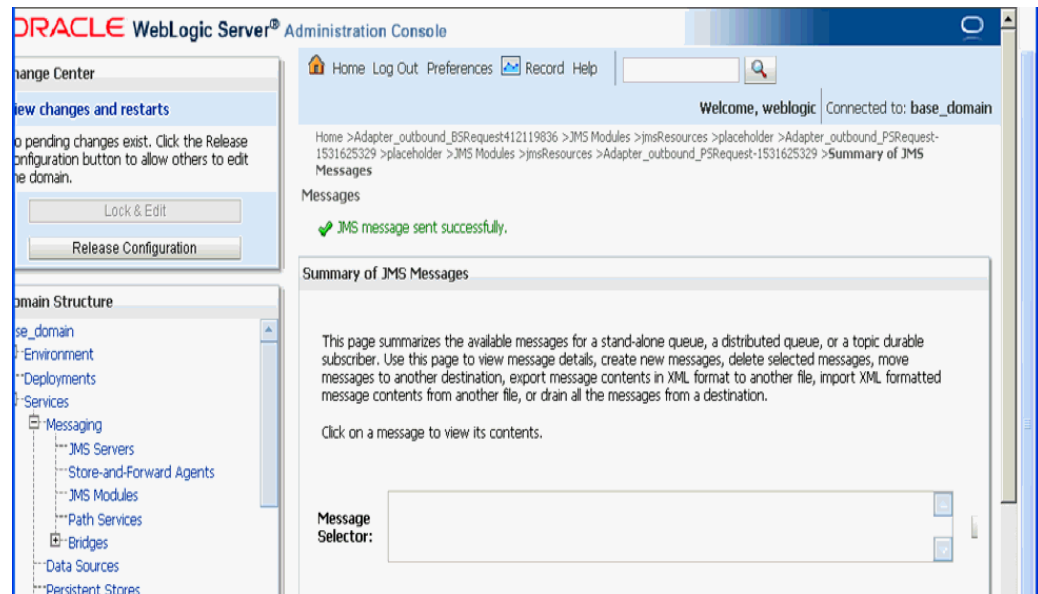 ORACLE WebLogic Server® Administration Console
hange Center
iew changes and restarts
o pending changes exist. Click the Release
onfiguration button to allow others to edit
he domain.
Lock & Edit
Release Configuration
omain Structure
se_domain
Environment
Deployments
Services
Messaging
JMS Servers
Store-and-Forward Agents
JMS Modules
Path Services
Bridges
Data Sources
Persistent Stores
Home Log Out Preferences Record Help
Welcome, weblogic Connected to: base_domain
Home >Adapter_outbound_BSRequest412119836 >JMS Modules >jmsResources >placeholder >Adapter_outbound_PSRequest-
1531625329 >placeholder >JMS Modules >jmsResources >Adapter_outbound_PSRequest-1531625329 >Summary of JMS
Messages
Messages
JMS message sent successfully.
Summary of JMS Messages
This page summarizes the available messages for a stand-alone queue, a distributed queue, or a topic durable
subscriber. Use this page to view message details, create new messages, delete selected messages, move
messages to another destination, export message contents in XML format to another file, import XML formatted
message contents from another file, or drain all the messages from a destination.
Click on a message to view its contents.
Message
Selector: